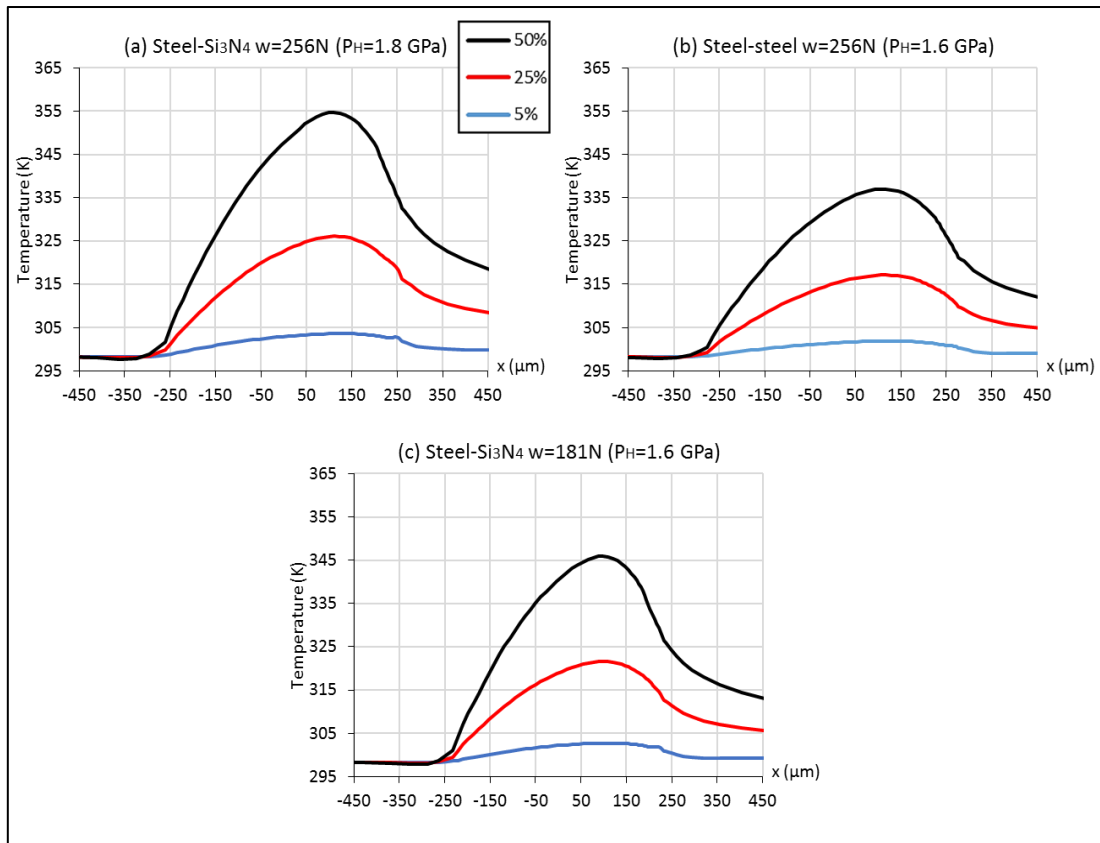 (a) Steel-Si₃N₄ w=256N (PH=1.8 GPa)
50%
25%
5%
(b) Steel-steel w=256N (PH=1.6 GPa)
365
355
345
335
325
315
305
295
Temperature (K)
x (µm)
-450 -350 -250 -150 -50 50 150 250 350 450
365
355
345
335
325
315
305
295
Temperature (K)
x (µm)
-450 -350 -250 -150 -50 50 150 250 350 450
(c) Steel-Si₃N₄ w=181N (PH=1.6 GPa)
365
355
345
335
325
315
305
295
Temperature (K)
x (µm)
-450 -350 -250 -150 -50 50 150 250 350 450